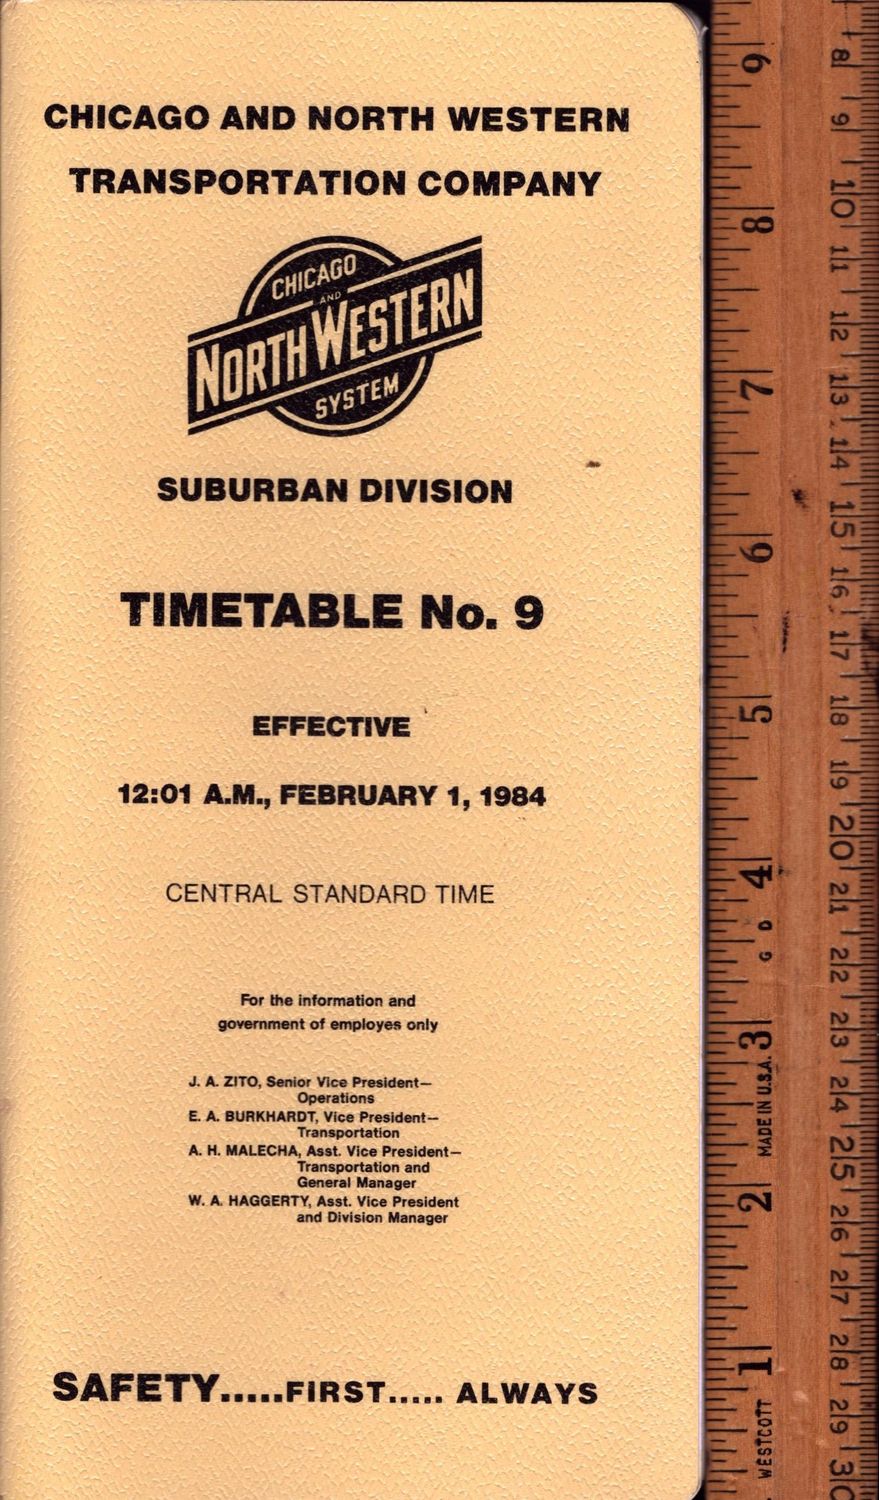 CHICAGO AND NORTH WESTERN
TRANSPORTATION COMPANY
CHICAGO
AND
NORTH WESTERN
SYSTEM
SUBURBAN DIVISION
TIMETABLE No. 9
EFFECTIVE
12:01 A.M., FEBRUARY 1, 1984
CENTRAL STANDARD TIME
For the information and
government of employes only
J. A. ZITO, Senior Vice President—
Operations
E. A. BURKHARDT, Vice President—
Transportation
A. H. MALECHA, Asst. Vice President—
Transportation and
General Manager
W. A. HAGGERTY, Asst. Vice President
and Division Manager
SAFETY.....FIRST..... ALWAYS
WESTCOTT 1 2 MADE IN U.S.A. 3 G D 4 5 6 7 8 9
8 9 10 11 12 13 14 15 16 17 18 19 20 21 22 23 24 25 26 27 28 29 30